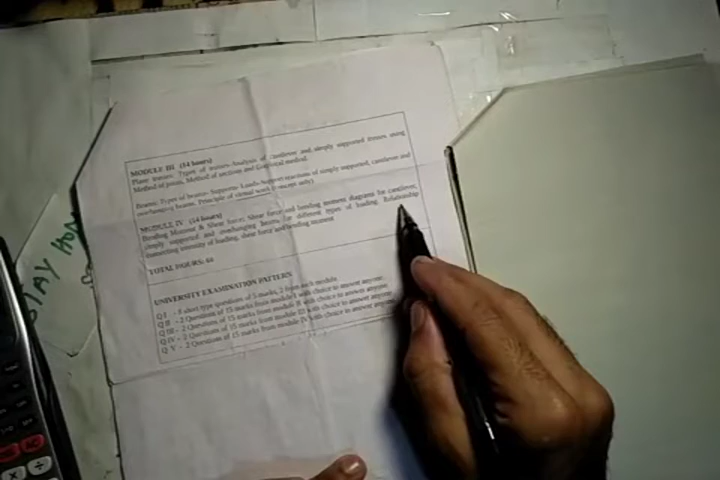 MODULE III (14 hours)
Plane trusses: Types of trusses-Analysis of cantilever and simply supported trusses using
Method of joints, Method of section and Graphical method.
Beams: Types of beams- Supports- Loads-Support reactions of simply supported, cantilever and
overhanging beams. Principle of virtual work (concept only)
MODULE IV (14 hours)
Bending Moment & Shear force: Shear force and bending moment diagrams for cantilever,
simply supported and overhanging beams for different types of loading. Relationship
connecting intensity of loading, shear force and bending moment
TOTAL HOURS:
UNIVERSITY EXAMINATION PATTERN
Q I - 8 short type questions of 5 marks, 2 from each module
Q II - 2 Questions of 15 marks from module I with choice to answer anyone
Q III - 2 Questions of 15 marks from module II with choice to answer anyone
Q IV - 2 Questions of 15 marks from module III with choice to answer anyone
Q V - 2 Questions of 15 marks from module IV with choice to answer anyone
STAY HOM